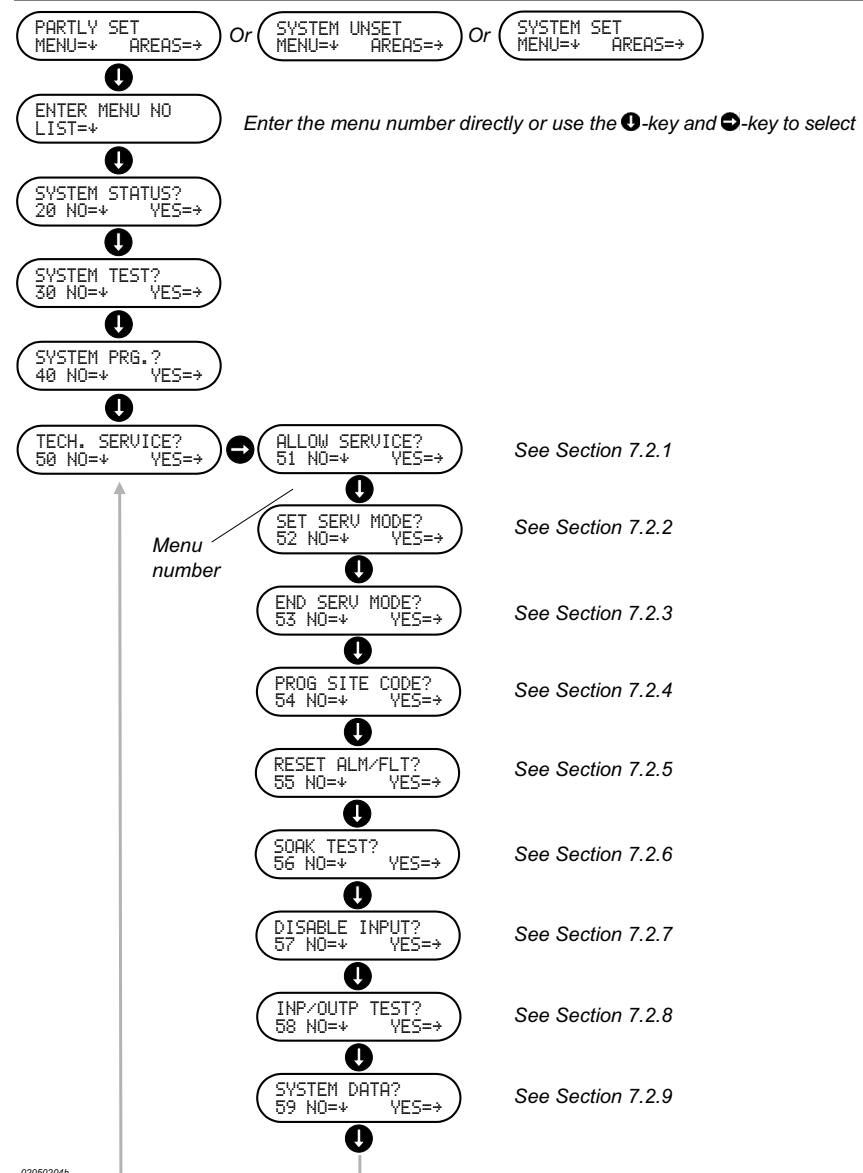 PARTLY SET
MENU=↓ AREAS=→
Or
SYSTEM UNSET
MENU=↓ AREAS=→
Or
SYSTEM SET
MENU=↓ AREAS=→
ENTER MENU NO
LIST=↓
Enter the menu number directly or use the ⬇-key and ➡-key to select
SYSTEM STATUS?
20 NO=↓ YES=→
SYSTEM TEST?
30 NO=↓ YES=→
SYSTEM PRG.?
40 NO=↓ YES=→
TECH. SERVICE?
50 NO=↓ YES=→
ALLOW SERVICE?
51 NO=↓ YES=→
See Section 7.2.1
Menu
number
SET SERV MODE?
52 NO=↓ YES=→
See Section 7.2.2
END SERV MODE?
53 NO=↓ YES=→
See Section 7.2.3
PROG SITE CODE?
54 NO=↓ YES=→
See Section 7.2.4
RESET ALM/FLT?
55 NO=↓ YES=→
See Section 7.2.5
SOAK TEST?
56 NO=↓ YES=→
See Section 7.2.6
DISABLE INPUT?
57 NO=↓ YES=→
See Section 7.2.7
INP/OUTP TEST?
58 NO=↓ YES=→
See Section 7.2.8
SYSTEM DATA?
59 NO=↓ YES=→
See Section 7.2.9